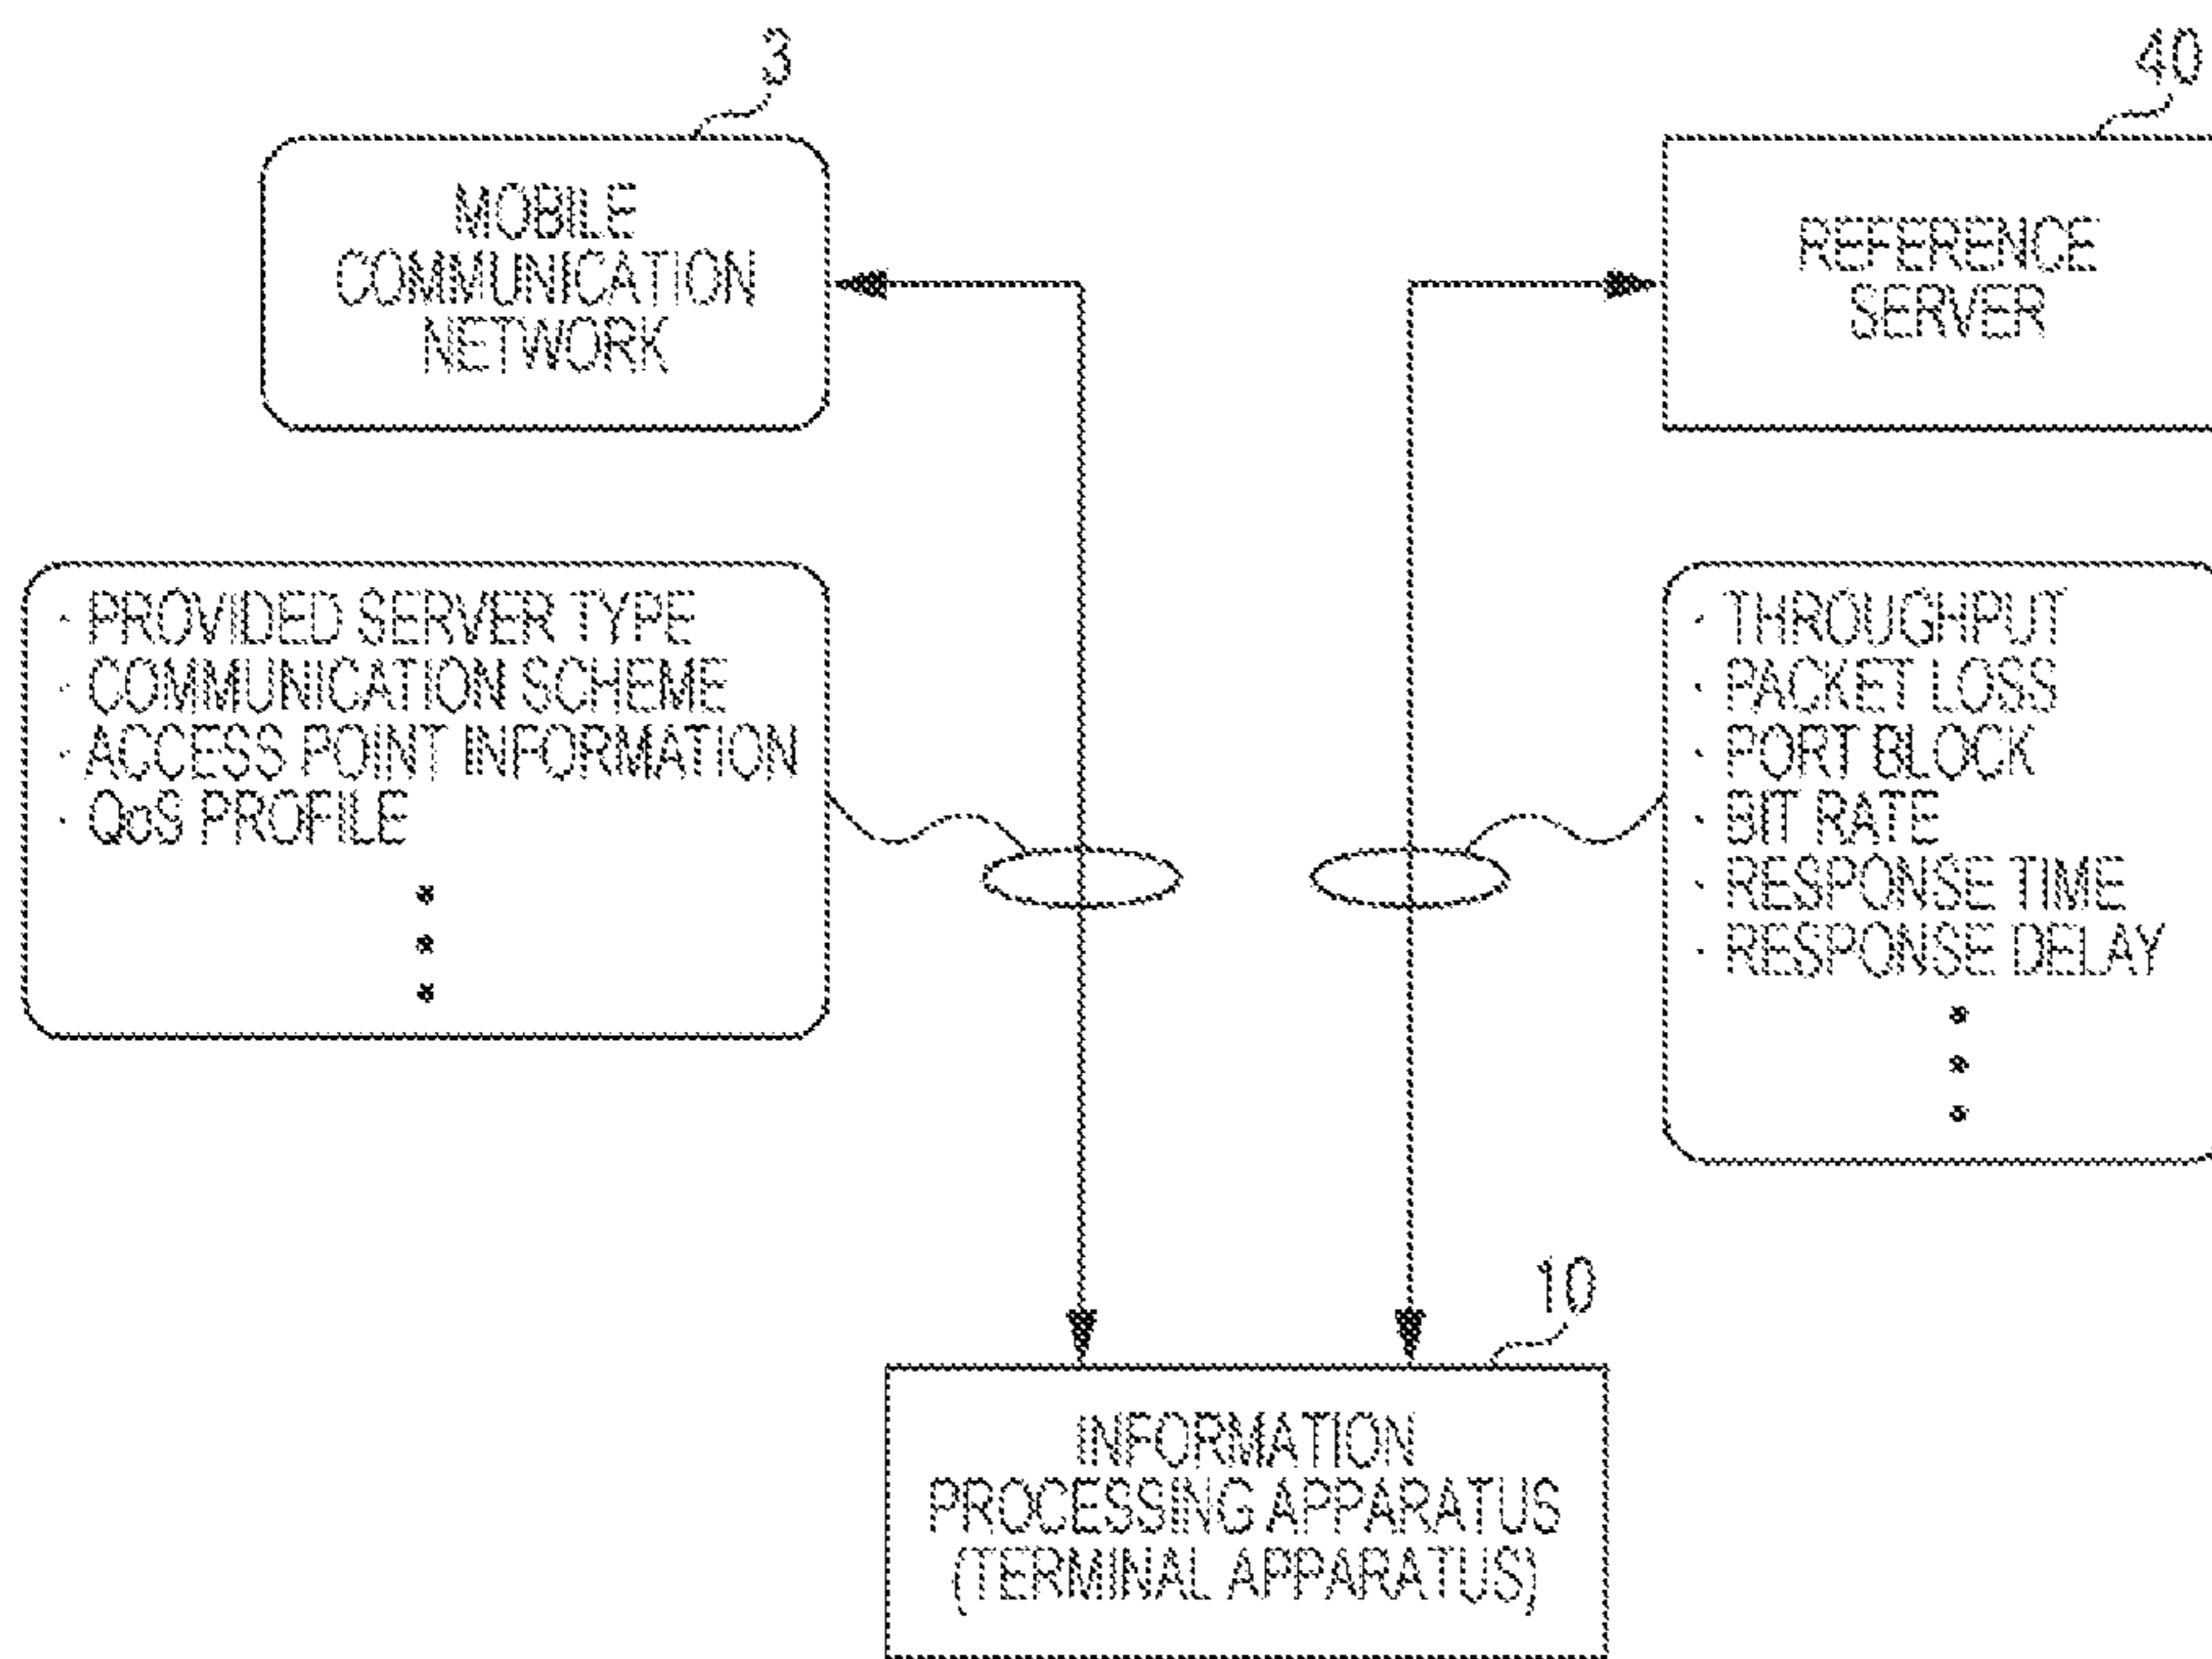 3
40
MOBILE
COMMUNICATION
NETWORK
REFERENCE
SERVER
· PROVIDED SERVER TYPE
· COMMUNICATION SCHEME
· ACCESS POINT INFORMATION
· QoS PROFILE
· THROUGHPUT
· PACKET LOSS
· PORT BLOCK
· BIT RATE
· RESPONSE TIME
· RESPONSE DELAY
10
INFORMATION
PROCESSING APPARATUS
(TERMINAL APPARATUS)